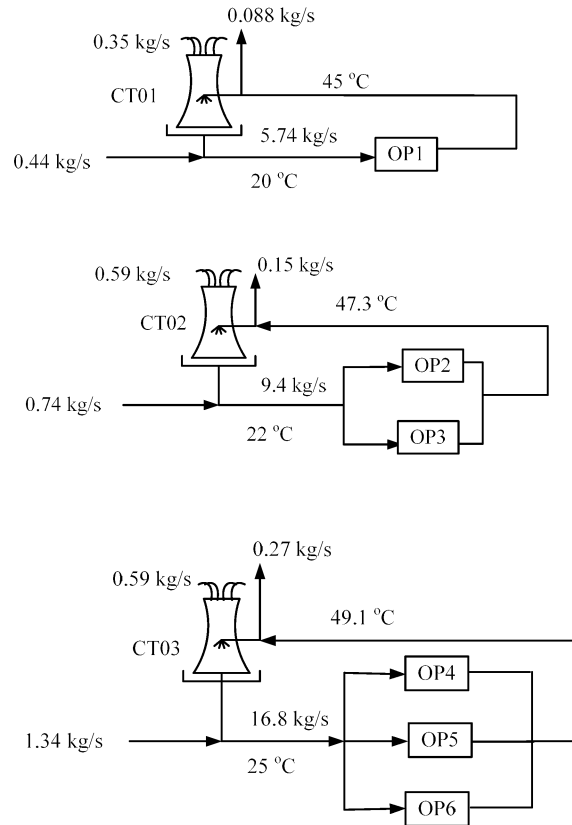 0.088 kg/s
0.35 kg/s
45 °C
CT01
5.74 kg/s
OP1
0.44 kg/s
20 °C
0.15 kg/s
0.59 kg/s
47.3 °C
CT02
OP2
9.4 kg/s
0.74 kg/s
OP3
22 °C
0.27 kg/s
0.59 kg/s
49.1 °C
CT03
OP4
16.8 kg/s
1.34 kg/s
OP5
25 °C
OP6